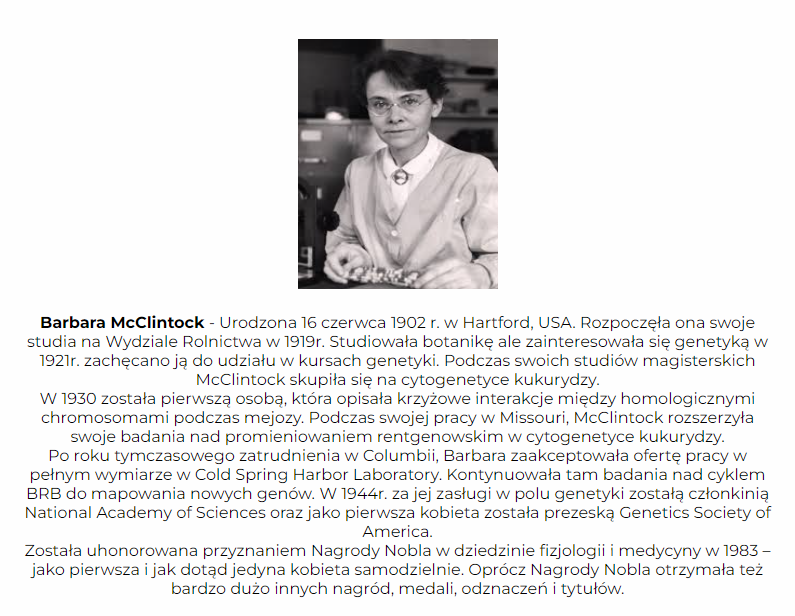 Barbara McClintock - Urodzona 16 czerwca 1902 r. w Hartford, USA. Rozpoczęła ona swoje
studia na Wydziale Rolnictwa w 1919r. Studiowała botanikę ale zainteresowała się genetyką w
1921r. zachęcano ją do udziału w kursach genetyki. Podczas swoich studiów magisterskich
McClintock skupiła się na cytogenetyce kukurydzy.
W 1930 została pierwszą osobą, która opisała krzyżowe interakcje między homologicznymi
chromosomami podczas mejozy. Podczas swojej pracy w Missouri, McClintock rozszerzyła
swoje badania nad promieniowaniem rentgenowskim w cytogenetyce kukurydzy.
Po roku tymczasowego zatrudnienia w Columbii, Barbara zaakceptowała ofertę pracy w
pełnym wymiarze w Cold Spring Harbor Laboratory. Kontynuowała tam badania nad cyklem
BRB do mapowania nowych genów. W 1944r. za jej zasługi w polu genetyki zostałą członkinią
National Academy of Sciences oraz jako pierwsza kobieta została prezeską Genetics Society of
America.
Została uhonorowana przyznaniem Nagrody Nobla w dziedzinie fizjologii i medycyny w 1983 –
jako pierwsza i jak dotąd jedyna kobieta samodzielnie. Oprócz Nagrody Nobla otrzymała też
bardzo dużo innych nagród, medali, odznaczeń i tytułów.